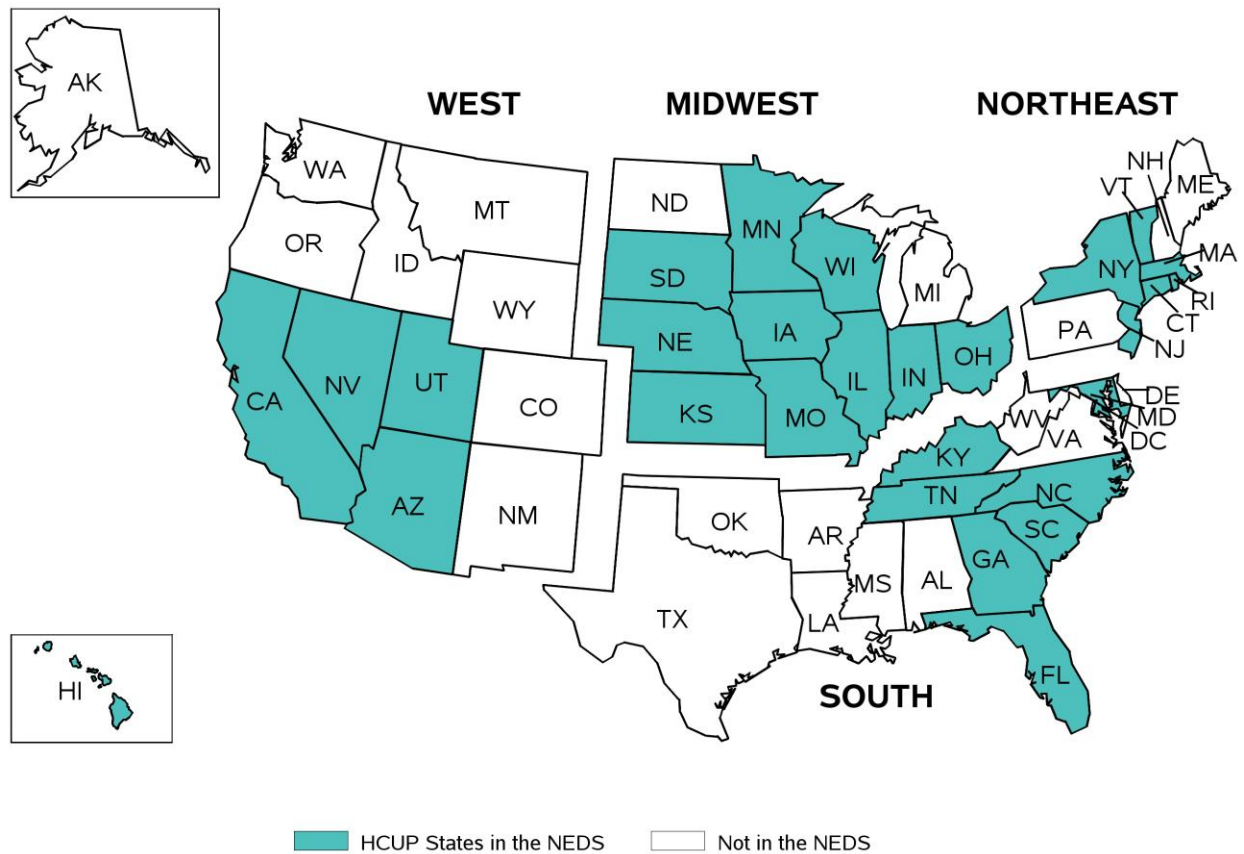 AK
WEST
MIDWEST
NORTHEAST
WA
MT
ND
MN
VT
NH
ME
OR
ID
SD
WI
NY
MA
WY
MI
RI
NE
IA
PA
CT
NJ
CA
NV
UT
CO
KS
MO
IL
IN
OH
DE
WV
MD
VA
DC
KY
AZ
NM
OK
AR
TN
NC
SC
TX
LA
MS
AL
GA
HI
SOUTH
FL
HCUP States in the NEDS
Not in the NEDS